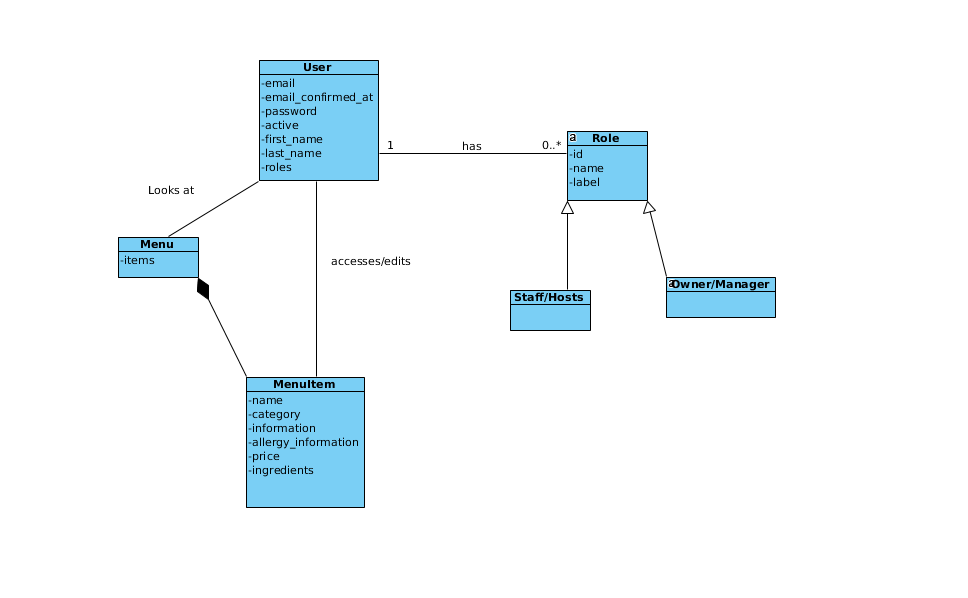 User
-email
-email_confirmed_at
-password
-active
-first_name
-last_name
-roles
1
has
0..*
a
Role
-id
-name
-label
Looks at
Menu
-items
accesses/edits
Staff/Hosts
a
Owner/Manager
MenuItem
-name
-category
-information
-allergy_information
-price
-ingredients